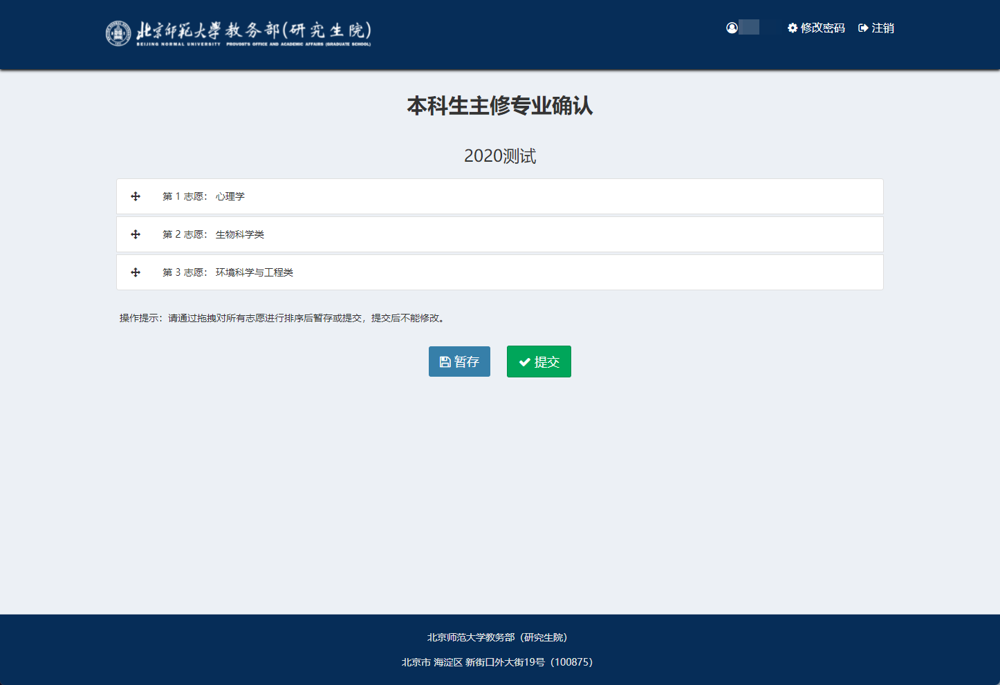 北京师范大学教务部(研究生院)
BEIJING NORMAL UNIVERSITY PROVOST'S OFFICE AND ACADEMIC AFFAIRS (GRADUATE SCHOOL)
修改密码 注销
本科生主修专业确认
2020测试
第 1 志愿： 心理学
第 2 志愿： 生物科学类
第 3 志愿： 环境科学与工程类
操作提示：请通过拖拽对所有志愿进行排序后暂存或提交，提交后不能修改。
暂存 提交
北京师范大学教务部（研究生院）
北京市 海淀区 新街口外大街19号（100875）